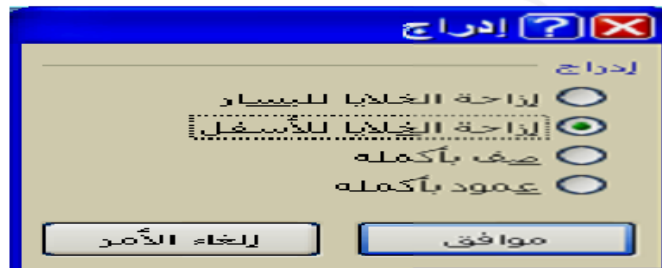 إدراج
إدراج
إزاحة الخلايا لليسار
إزاحة الخلايا للأسفل
صف بأكمله
عمود بأكمله
موافق
إلغاء الأمر